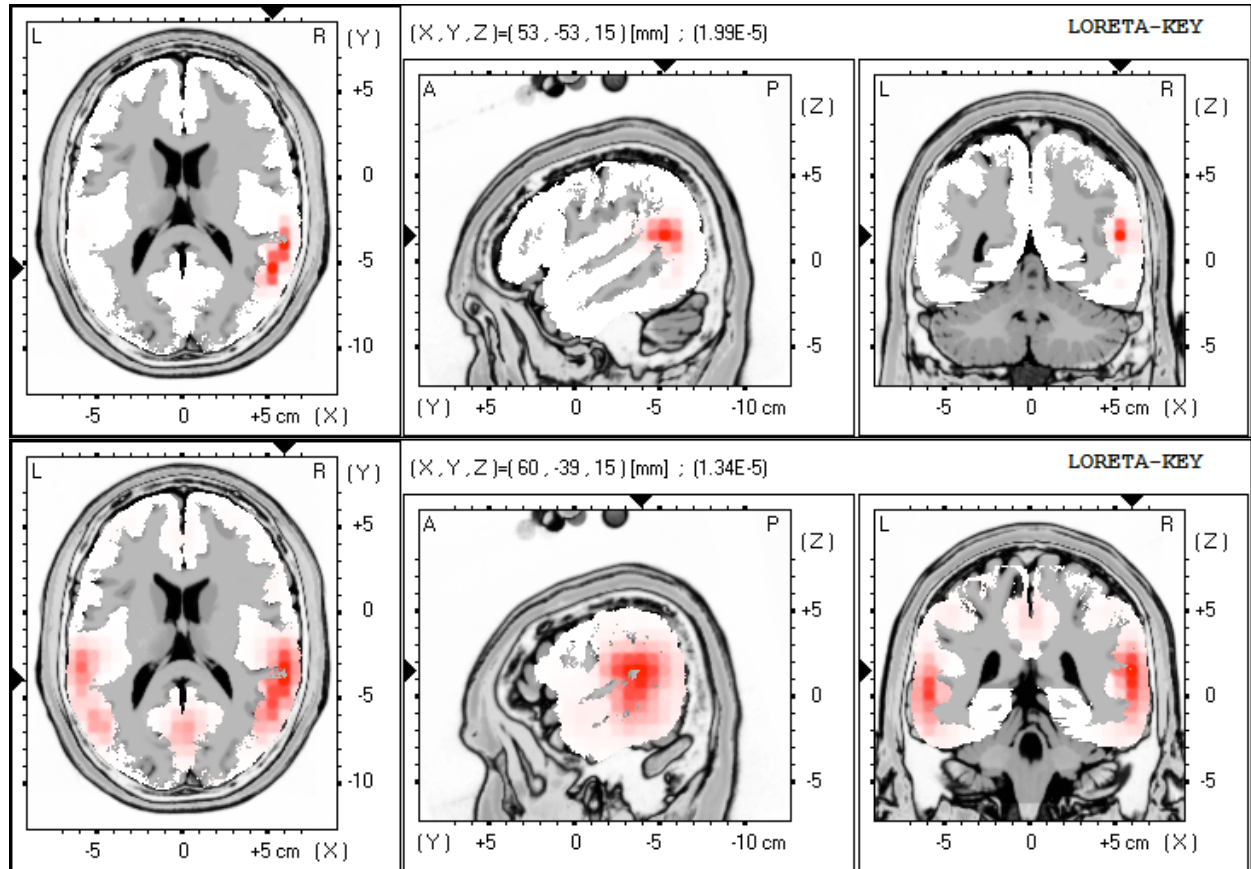 (X,Y,Z)=(53,-53,15)[mm] ; (1.99E-5)
LORETA-KEY
L R (Y)
+5
0
-5
-10
-5 0 +5 cm (X)
A P
(Z)
+5
0
-5
(Y) +5 0 -5 -10 cm
L R
(Z)
+5
0
-5
-5 0 +5 cm (X)
(X,Y,Z)=(60,-39,15)[mm] ; (1.34E-5)
LORETA-KEY
L R (Y)
+5
0
-5
-10
-5 0 +5 cm (X)
A P
(Z)
+5
0
-5
(Y) +5 0 -5 -10 cm
L R
(Z)
+5
0
-5
-5 0 +5 cm (X)